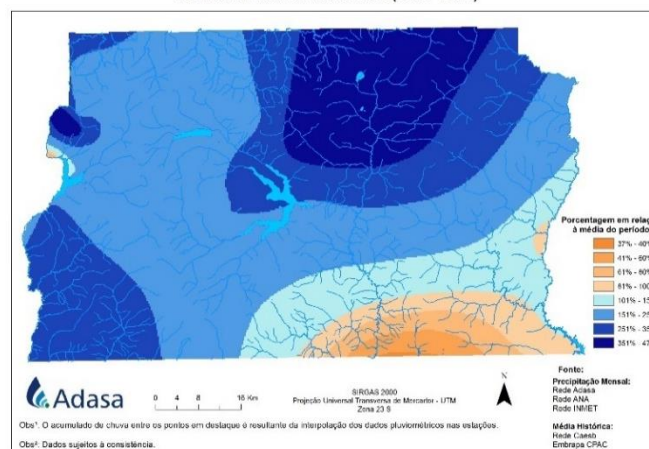 Porcentagem em relaç
à média do período
37% - 40%
41% - 60%
61% - 80%
81% - 100
101% - 15
151% - 25
251% - 35
351% - 47
N
Adasa
0 4 8 16 Km
SIRGAS 2000
Projeção Universal Transversa de Mercardor - UTM
Zona 23 S
Fonte:
Precipitação Mensal:
Rede Adasa
Rede ANA
Rede INMET
Média Histórica:
Rede Caesb
Embrapa CPAC
Obs¹. O acumulado de chuva entre os pontos em destaque é resultante da interpolação dos dados pluviométricos nas estações.
Obs²: Dados sujeitos à consistência.